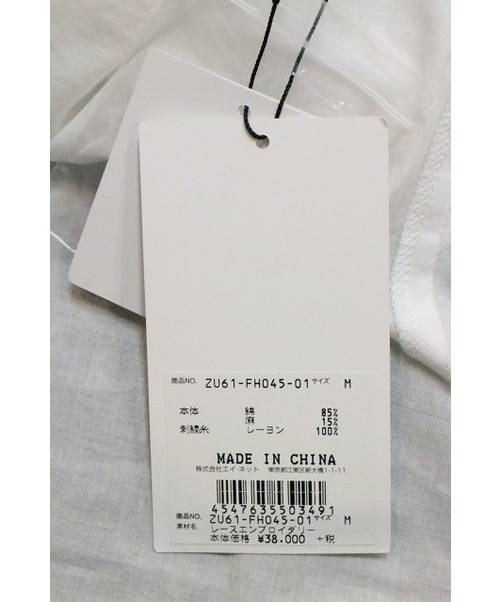 商品NO. ZU61-FH045-01 サイズ M
本体 綿 85%
麻 15%
刺繍糸 レーヨン 100%
MADE IN CHINA
株式会社エイ・ネット 東京都江東区新大橋1-1-11
4547635503491
商品NO. ZU61-FH045-01 サイズ M
素材名 レースエンブロイダリー
本体価格 ¥38,000 +税